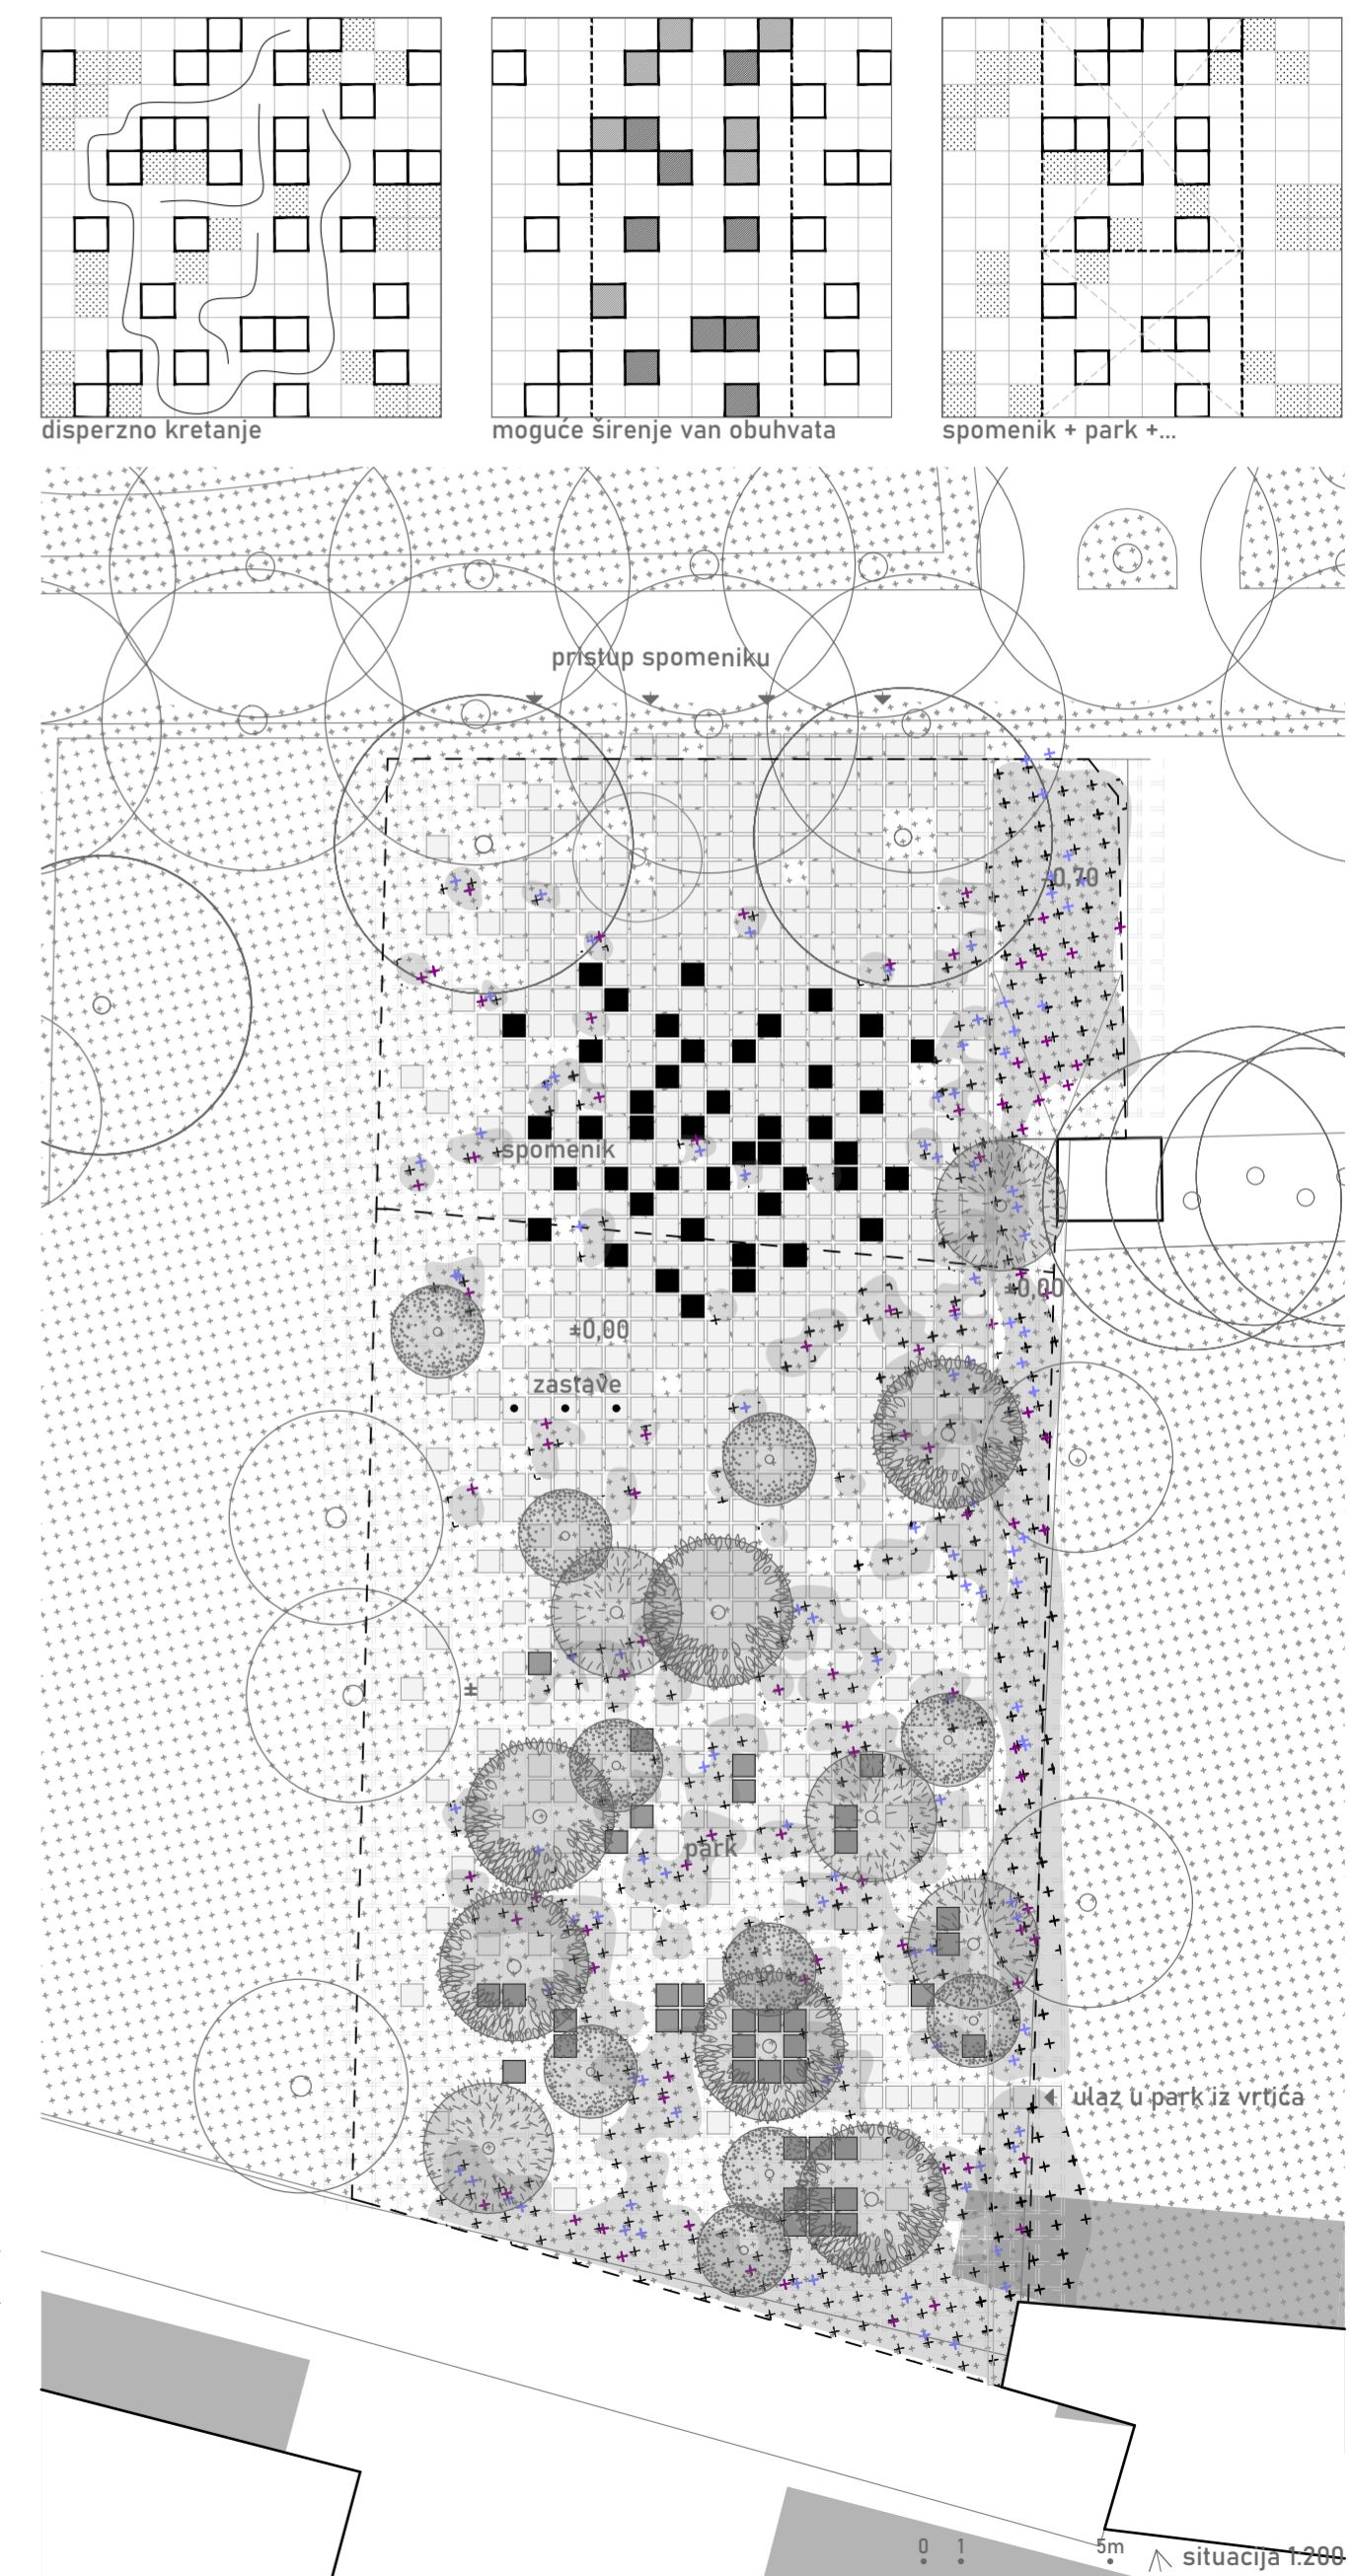 disperzno kretanje
moguće širenje van obuhvata
spomenik + park +...
pristup spomeniku
-0,70
spomenik
±0,00
±0,00
zastave
park
ulaz u park iz vrtića
0 1 5m
situacija 1:200